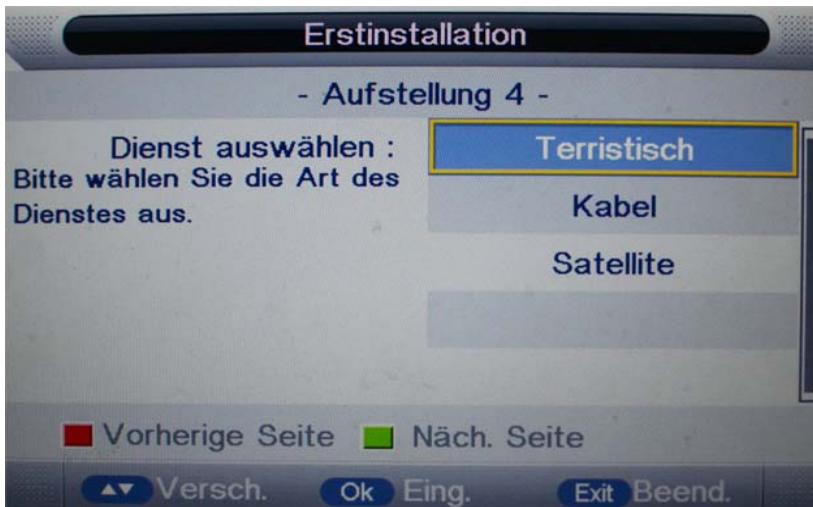 Erstinstallation
- Aufstellung 4 -
Dienst auswählen :
Bitte wählen Sie die Art des
Dienstes aus.
Terristisch
Kabel
Satellite
Vorherige Seite Näch. Seite
Versch. Ok Eing. Exit Beend.